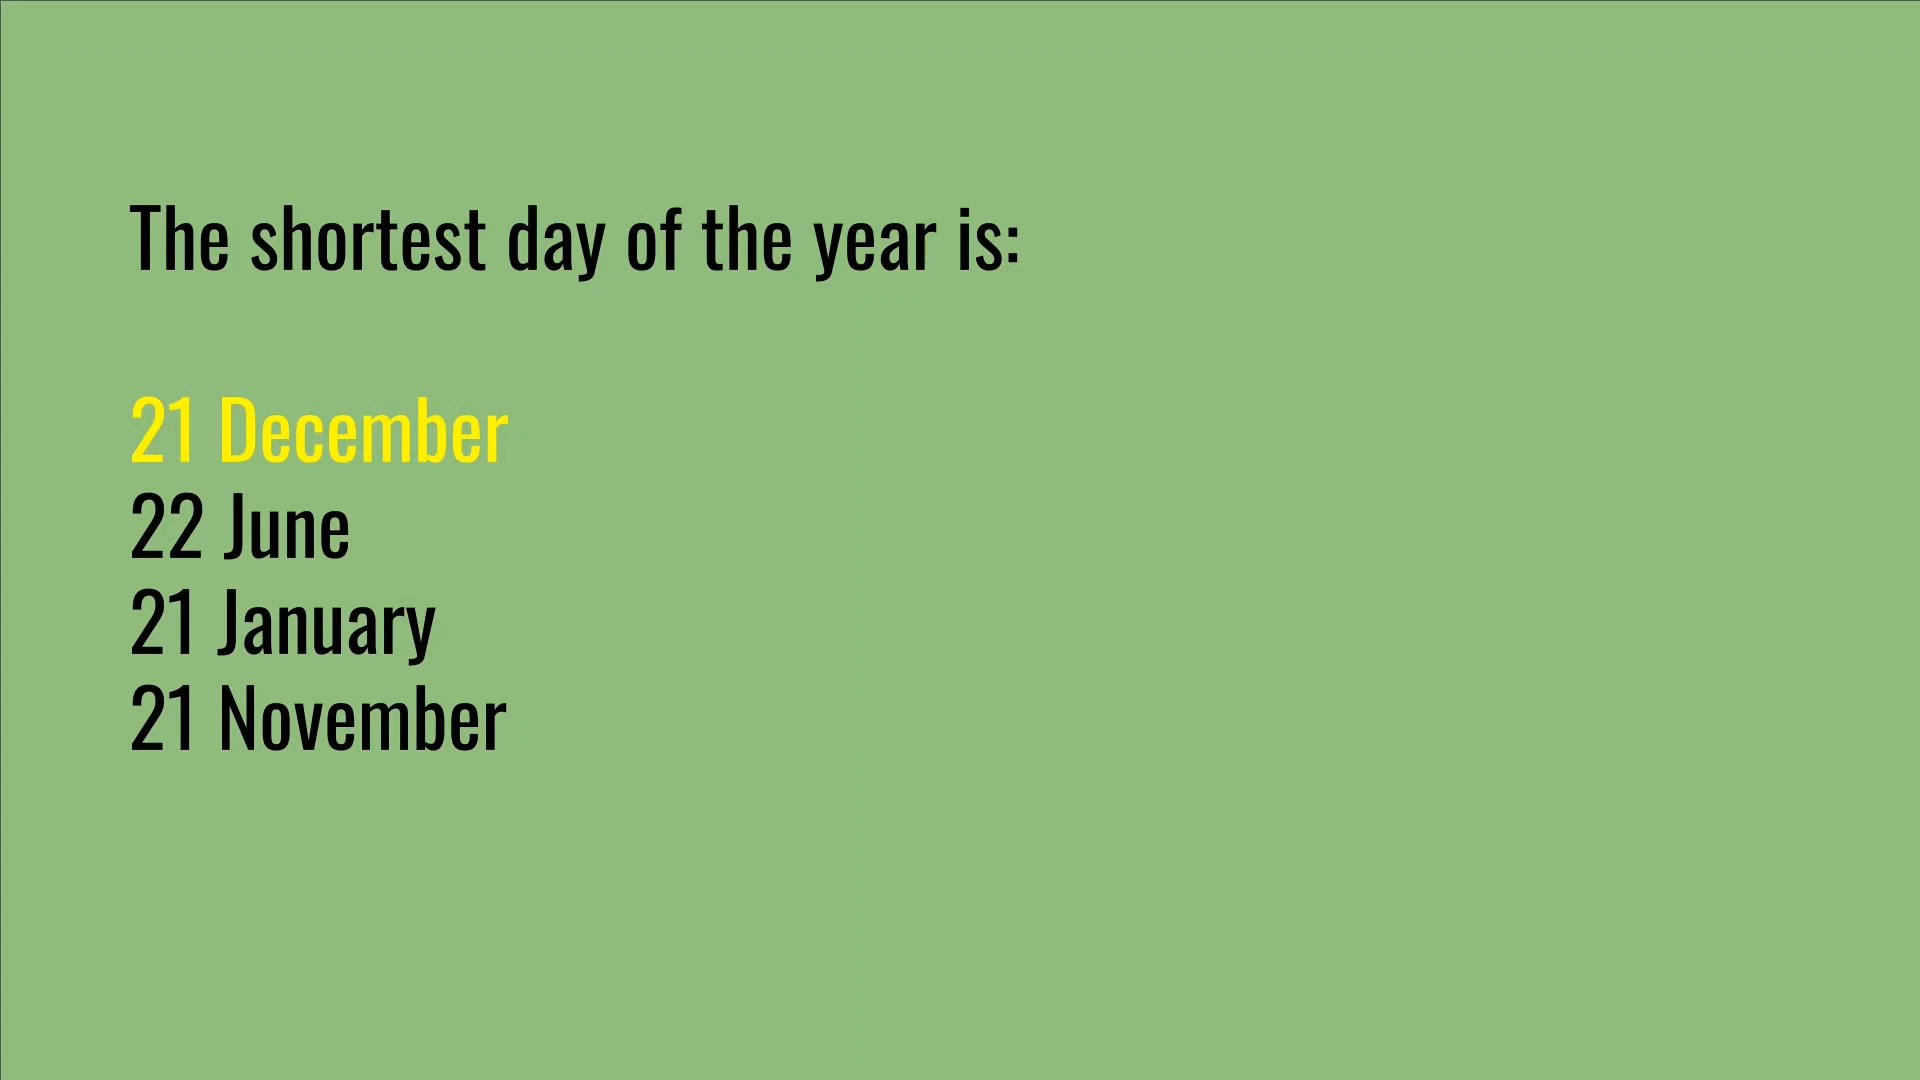 The shortest day of the year is:
21 December
22 June
21 January
21 November